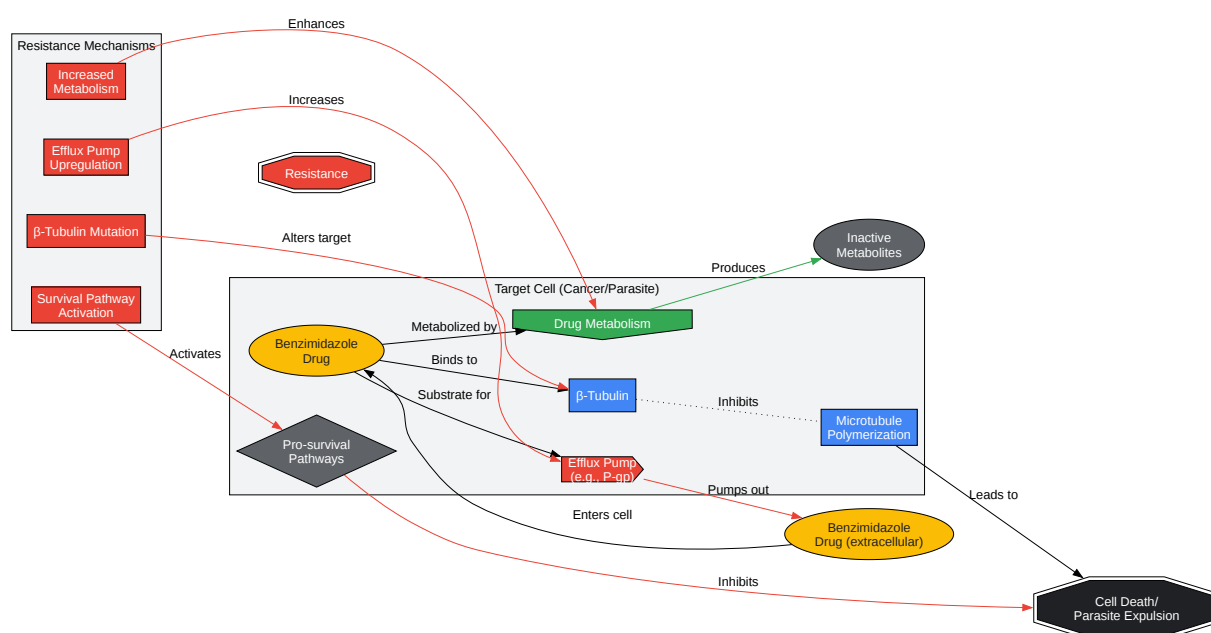 Enhances
Resistance Mechanisms
Increased
Metabolism
Increases
Efflux Pump
Upregulation
Resistance
β-Tubulin Mutation
Alters target
Inactive
Metabolites
Produces
Target Cell (Cancer/Parasite)
Survival Pathway
Activation
Drug Metabolism
Metabolized by
Benzimidazole
Drug
Activates
Binds to
Substrate for
β-Tubulin
Inhibits
Microtubule
Polymerization
Pro-survival
Pathways
Efflux Pump
(e.g., P-gp)
Pumps out
Leads to
Enters cell
Benzimidazole
Drug (extracellular)
Inhibits
Cell Death/
Parasite Expulsion